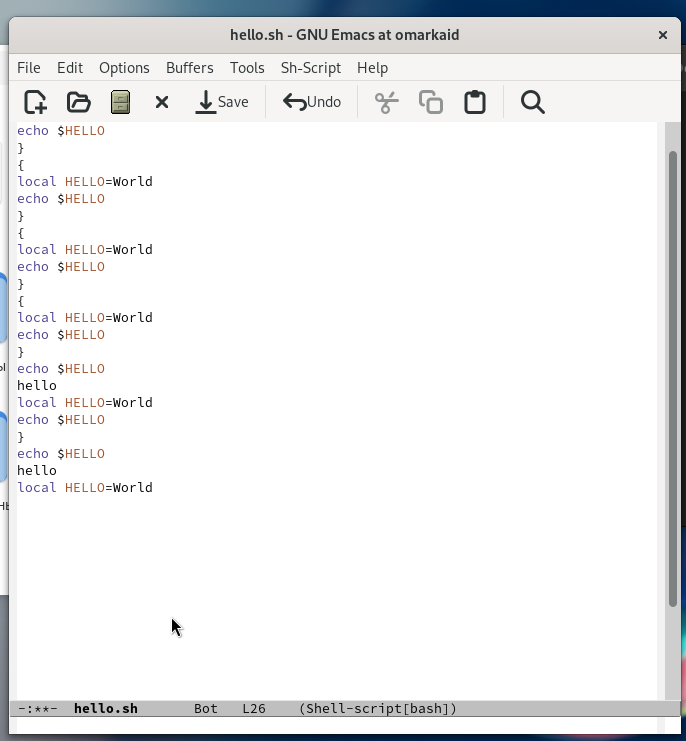 hello.sh - GNU Emacs at omarkaid
File Edit Options Buffers Tools Sh-Script Help
Save Undo
echo $HELLO
}
{
local HELLO=World
echo $HELLO
}
{
local HELLO=World
echo $HELLO
}
{
local HELLO=World
echo $HELLO
}
echo $HELLO
hello
local HELLO=World
echo $HELLO
}
echo $HELLO
hello
local HELLO=World
-:**- hello.sh Bot L26 (Shell-script[bash])